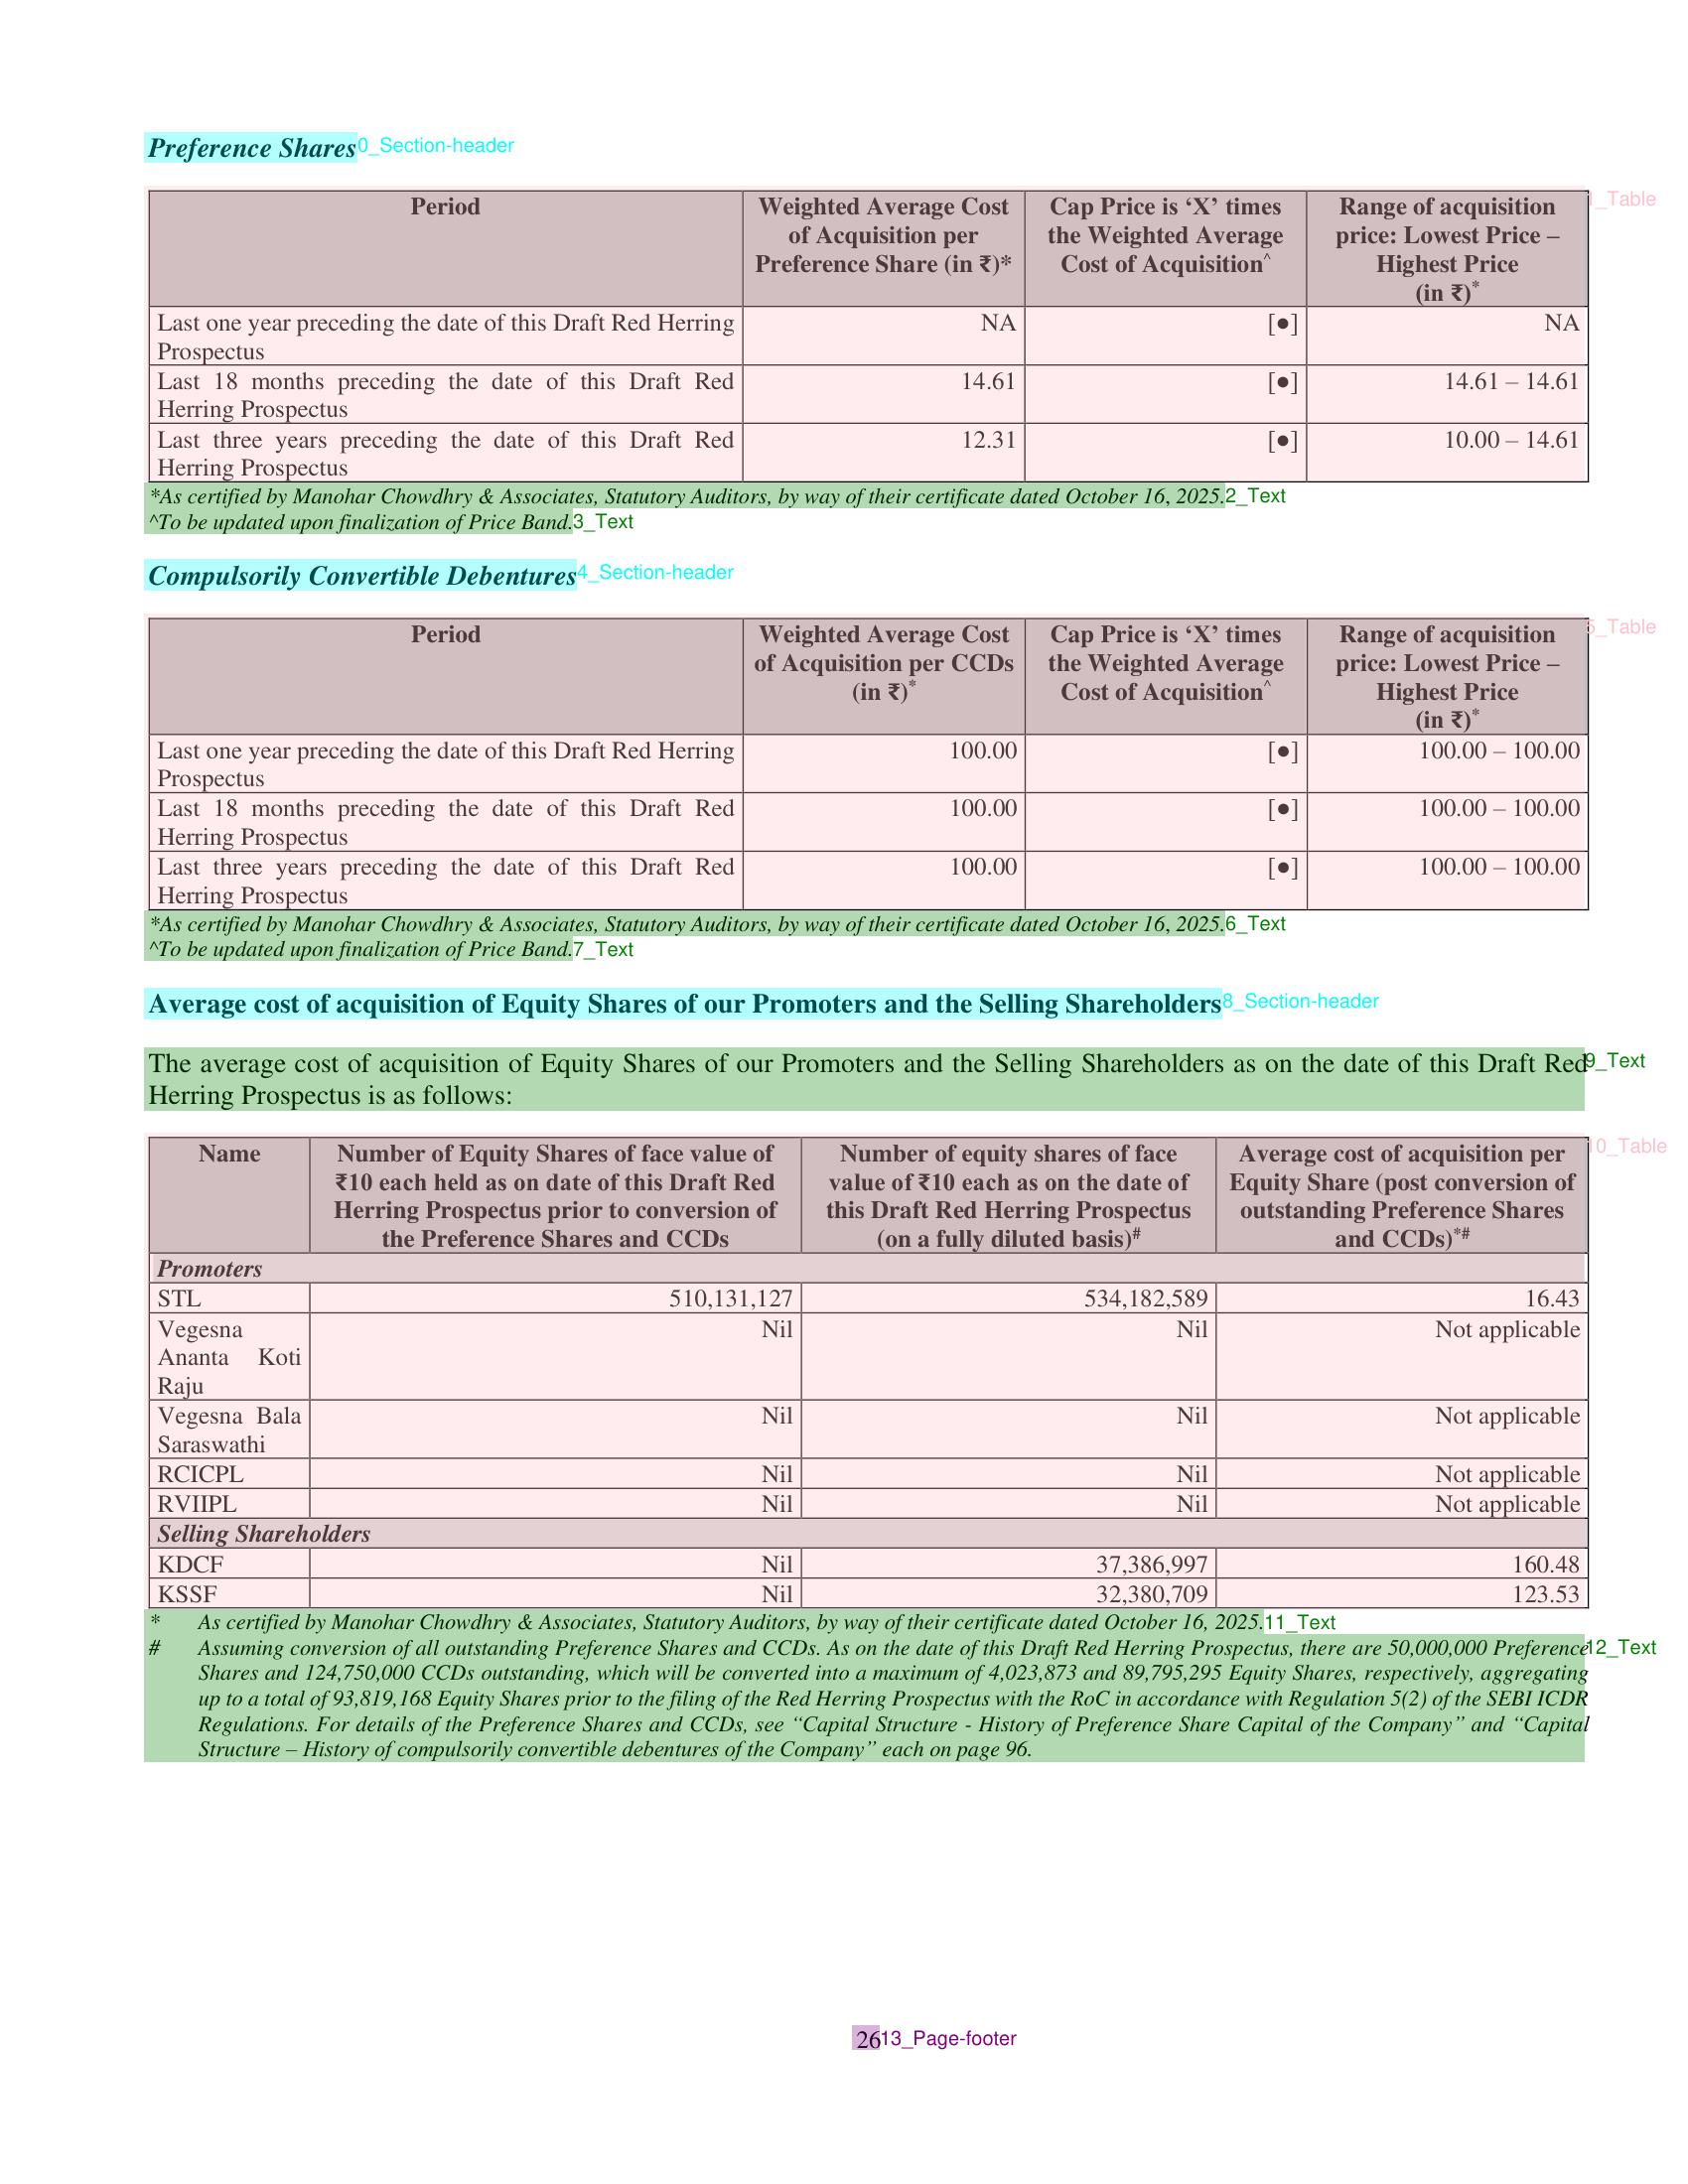 Preference Shares 0_Section-header
1_Table
Period | Weighted Average Cost of Acquisition per Preference Share (in ₹)* | Cap Price is ‘X’ times the Weighted Average Cost of Acquisition^ | Range of acquisition price: Lowest Price – Highest Price (in ₹)*
Last one year preceding the date of this Draft Red Herring Prospectus | NA | [●] | NA
Last 18 months preceding the date of this Draft Red Herring Prospectus | 14.61 | [●] | 14.61 – 14.61
Last three years preceding the date of this Draft Red Herring Prospectus | 12.31 | [●] | 10.00 – 14.61
*As certified by Manohar Chowdhry & Associates, Statutory Auditors, by way of their certificate dated October 16, 2025. 2_Text
^To be updated upon finalization of Price Band. 3_Text
Compulsorily Convertible Debentures 4_Section-header
5_Table
Period | Weighted Average Cost of Acquisition per CCDs (in ₹)* | Cap Price is ‘X’ times the Weighted Average Cost of Acquisition^ | Range of acquisition price: Lowest Price – Highest Price (in ₹)*
Last one year preceding the date of this Draft Red Herring Prospectus | 100.00 | [●] | 100.00 – 100.00
Last 18 months preceding the date of this Draft Red Herring Prospectus | 100.00 | [●] | 100.00 – 100.00
Last three years preceding the date of this Draft Red Herring Prospectus | 100.00 | [●] | 100.00 – 100.00
*As certified by Manohar Chowdhry & Associates, Statutory Auditors, by way of their certificate dated October 16, 2025. 6_Text
^To be updated upon finalization of Price Band. 7_Text
Average cost of acquisition of Equity Shares of our Promoters and the Selling Shareholders 8_Section-header
The average cost of acquisition of Equity Shares of our Promoters and the Selling Shareholders as on the date of this Draft Red 9_Text
Herring Prospectus is as follows:
10_Table
Name | Number of Equity Shares of face value of ₹10 each held as on date of this Draft Red Herring Prospectus prior to conversion of the Preference Shares and CCDs | Number of equity shares of face value of ₹10 each as on the date of this Draft Red Herring Prospectus (on a fully diluted basis)# | Average cost of acquisition per Equity Share (post conversion of outstanding Preference Shares and CCDs)*#
Promoters
STL | 510,131,127 | 534,182,589 | 16.43
Vegesna Ananta Koti Raju | Nil | Nil | Not applicable
Vegesna Bala Saraswathi | Nil | Nil | Not applicable
RCICPL | Nil | Nil | Not applicable
RVIIPL | Nil | Nil | Not applicable
Selling Shareholders
KDCF | Nil | 37,386,997 | 160.48
KSSF | Nil | 32,380,709 | 123.53
* As certified by Manohar Chowdhry & Associates, Statutory Auditors, by way of their certificate dated October 16, 2025. 11_Text
# Assuming conversion of all outstanding Preference Shares and CCDs. As on the date of this Draft Red Herring Prospectus, there are 50,000,000 Preference 12_Text
Shares and 124,750,000 CCDs outstanding, which will be converted into a maximum of 4,023,873 and 89,795,295 Equity Shares, respectively, aggregating
up to a total of 93,819,168 Equity Shares prior to the filing of the Red Herring Prospectus with the RoC in accordance with Regulation 5(2) of the SEBI ICDR
Regulations. For details of the Preference Shares and CCDs, see “Capital Structure - History of Preference Share Capital of the Company” and “Capital
Structure – History of compulsorily convertible debentures of the Company” each on page 96.
26 13_Page-footer